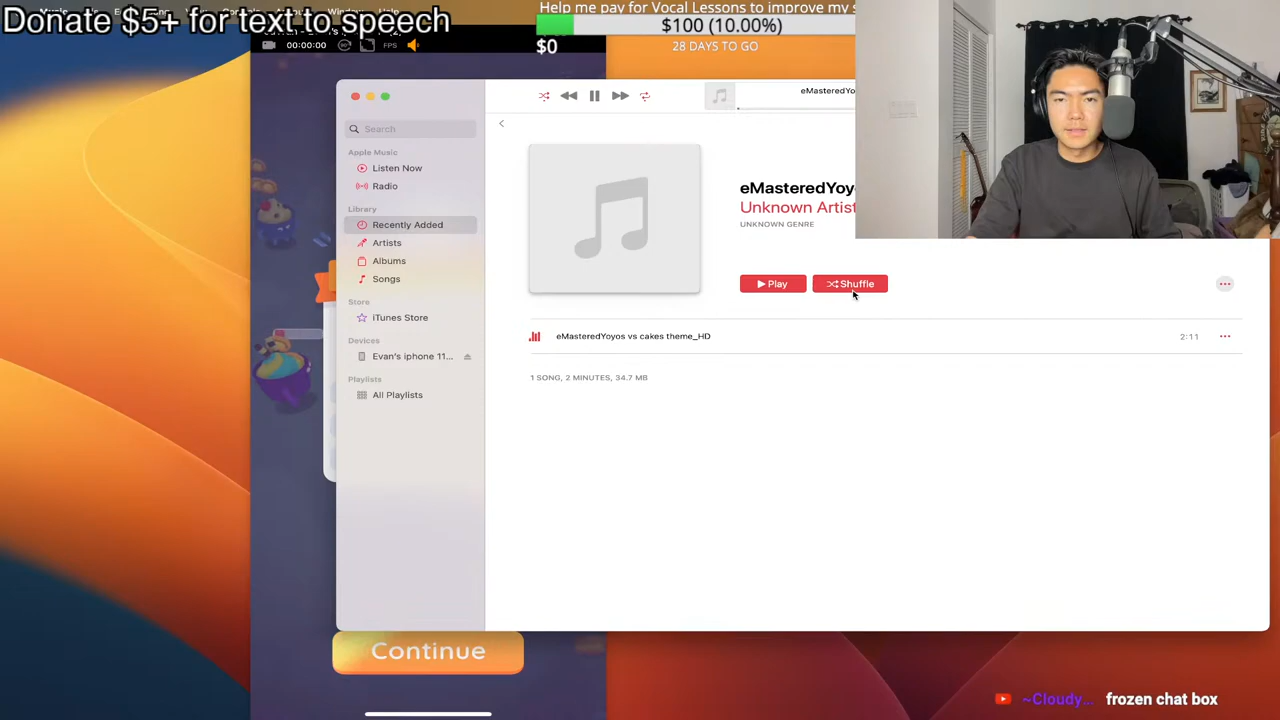 Donate $5+ for text to speech
Help me pay for Vocal Lessons to improve my s
$100 (10.00%)
$0
28 DAYS TO GO
00:00:00
FPS
eMasteredYo
Search
Apple Music
Listen Now
Radio
Library
Recently Added
Artists
Albums
Songs
Store
iTunes Store
Devices
Evan's iphone 11...
Playlists
All Playlists
eMasteredYoy
Unknown Artist
UNKNOWN GENRE
Play
Shuffle
eMasteredYoyos vs cakes theme_HD
2:11
1 SONG, 2 MINUTES, 34.7 MB
Continue
~Cloudy...
frozen chat box